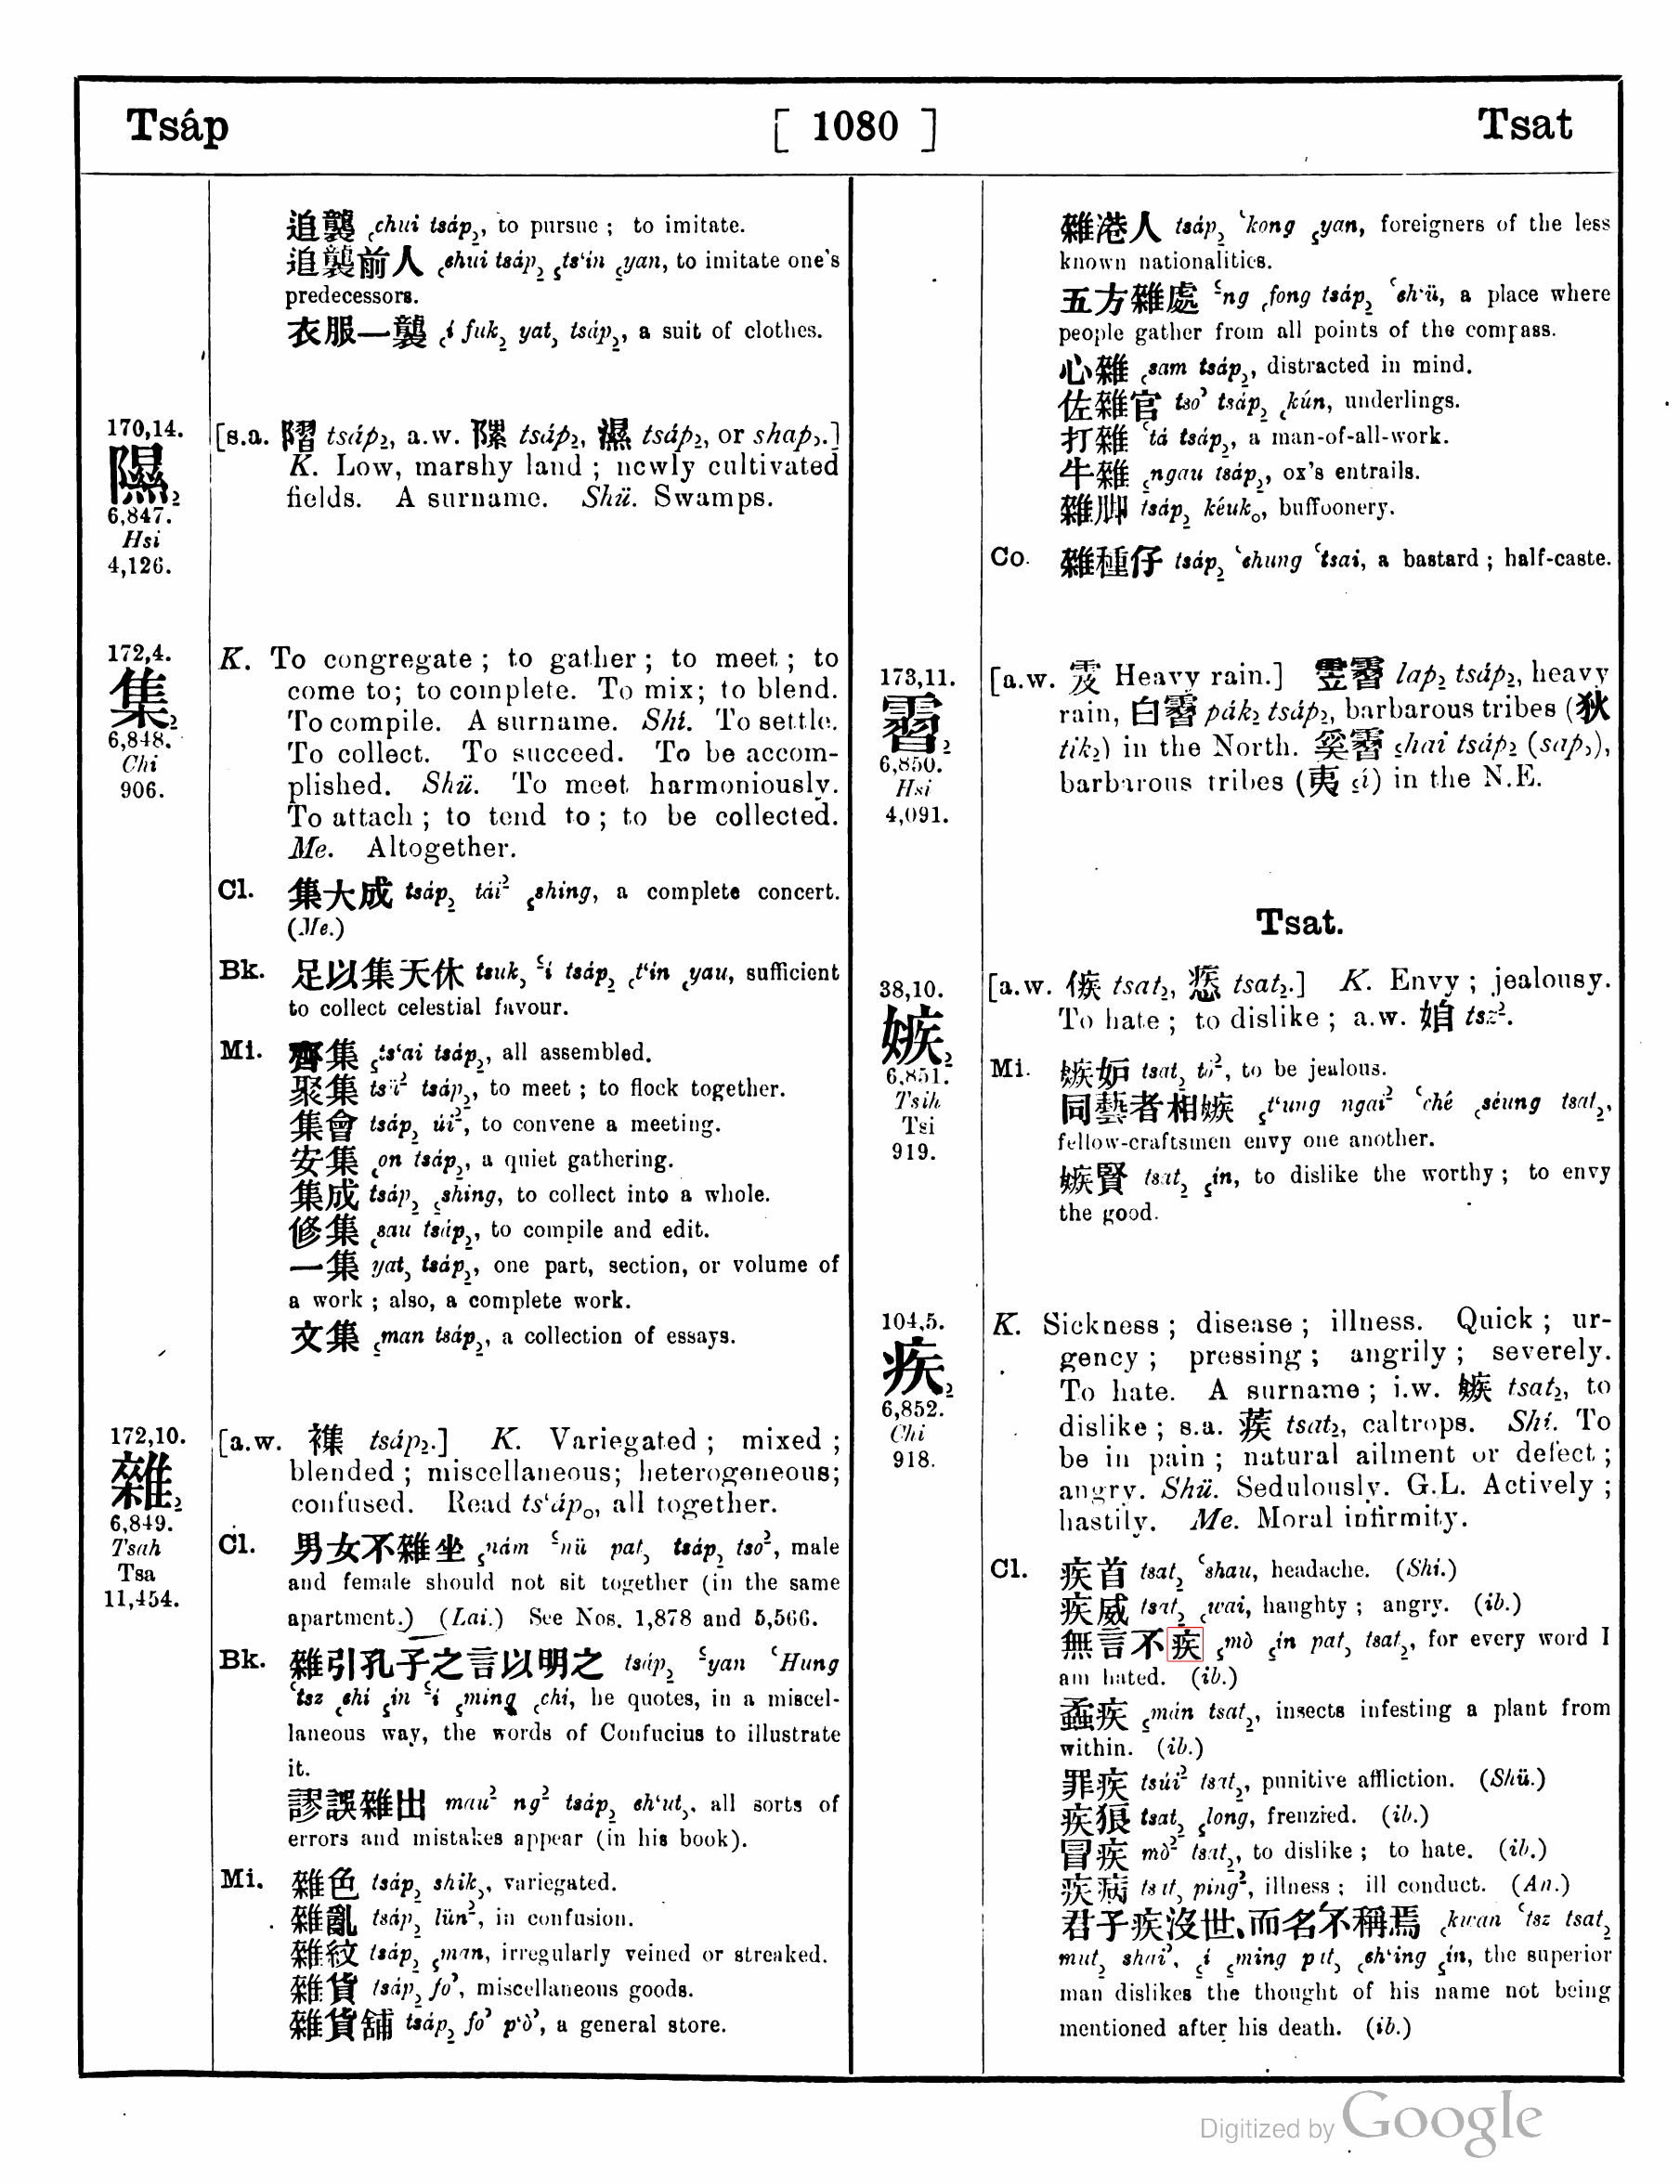 Tsáp [ 1080 ] Tsat
追襲 ꜀chui tsáp₂, to pursue; to imitate.
追襲前人 ꜀chui tsáp₂ ꜁ts‘in ꜁yan, to imitate one's
predecessors.
衣服一襲 ꜀í fuk₂ yat꜆ tsáp₂, a suit of clothes.
170,14.
隰₂
6,847.
Hsi
4,126.
[s.a. 隰 tsáp₂, a.w. tsáp₂, 濕 tsáp₂, or shap꜆.]
K. Low, marshy land; newly cultivated
fields. A surname. Shü. Swamps.
172,4.
集₂
6,848.
Chi
906.
K. To congregate; to gather; to meet; to
come to; to complete. To mix; to blend.
To compile. A surname. Shí. To settle.
To collect. To succeed. To be accom-
plished. Shü. To meet harmoniously.
To attach; to tend to; to be collected.
Me. Altogether.
Cl. 集大成 tsáp₂ tái² ꜁shing, a complete concert.
(Me.)
Bk. 足以集天休 tsuk꜆ ꜃í tsáp₂ ꜀t‘ín ꜀yau, sufficient
to collect celestial favour.
Mi. 齊集 ꜁ts‘ai tsáp₂, all assembled.
聚集 tsü² tsáp₂, to meet; to flock together.
集會 tsáp₂ úi², to convene a meeting.
安集 ꜀on tsáp₂, a quiet gathering.
集成 tsáp₂ ꜁shing, to collect into a whole.
修集 ꜀sau tsáp₂, to compile and edit.
一集 yat꜆ tsáp₂, one part, section, or volume of
a work; also, a complete work.
文集 ꜁man tsáp₂, a collection of essays.
172,10.
雜₂
6,849.
Tsah
Tsa
11,454.
[a.w. 襍 tsáp₂.] K. Variegated; mixed;
blended; miscellaneous; heterogeneous;
confused. Read ts‘ápₒ, all together.
Cl. 男女不雜坐 ꜁nám ꜃nü pat꜆ tsáp₂ tso², male
and female should not sit together (in the same
apartment.) (Lai.) See Nos. 1,878 and 5,566.
Bk. 雜引孔子之言以明之 tsáp₂ ꜃yan ꜂Hung
꜂tsz ꜀chi ꜁ín ꜃í ꜁ming ꜀chí, he quotes, in a miscel-
laneous way, the words of Confucius to illustrate
it.
謬誤雜出 mau² ng² tsáp₂ ch‘ut꜆, all sorts of
errors and mistakes appear (in his book).
Mi. 雜色 tsáp₂ shik꜆, variegated.
雜亂 tsáp₂ lün², in confusion.
雜紋 tsáp₂ ꜁man, irregularly veined or streaked.
雜貨 tsáp₂ fo꜄, miscellaneous goods.
雜貨舖 tsáp₂ fo꜄ p‘ò꜄, a general store.
雜港人 tsáp₂ ꜂kong ꜁yan, foreigners of the less
known nationalities.
五方雜處 ꜃ng ꜀fong tsáp₂ ꜂ch‘ü, a place where
people gather from all points of the compass.
心雜 ꜀sam tsáp₂, distracted in mind.
佐雜官 tso꜄ tsáp₂ ꜀kún, underlings.
打雜 ꜂tá tsáp₂, a man-of-all-work.
牛雜 ꜁ngau tsáp₂, ox's entrails.
雜脚 tsáp₂ kéukₒ, buffoonery.
Co. 雜種仔 tsáp₂ ꜂chung ꜂tsai, a bastard; half-caste.
173,11.
霫₂
6,850.
Hsi
4,091.
[a.w. Heavy rain.] 霫 lap₂ tsáp₂, heavy
rain, 白霫 pák₂ tsáp₂, barbarous tribes (狄
tik₂) in the North. 奚霫 ꜁hai tsáp₂ (sap꜆),
barbarous tribes (夷 ꜁í) in the N.E.
Tsat.
38,10.
嫉₂
6,851.
Tsih
Tsi
919.
[a.w. 㑵 tsat₂, tsat₂.] K. Envy; jealousy.
To hate; to dislike; a.w. tsz².
Mi. 嫉妒 tsat₂ tò², to be jealous.
同藝者相嫉 ꜁t‘ung ngai² ꜂ché ꜀séung tsat₂,
fellow-craftsmen envy one another.
嫉賢 tsat₂ ꜁ín, to dislike the worthy; to envy
the good.
104,5.
疾₂
6,852.
Chi
918.
K. Sickness; disease; illness. Quick; ur-
gency; pressing; angrily; severely.
To hate. A surname; i.w. 嫉 tsat₂, to
dislike; s.a. 蒺 tsat₂, caltrops. Shí. To
be in pain; natural ailment or defect;
angry. Shü. Sedulously. G.L. Actively;
hastily. Me. Moral infirmity.
Cl. 疾首 tsat₂ ꜂shau, headache. (Shí.)
疾威 tsat₂ ꜀wai, haughty; angry. (ib.)
無言不疾 ꜁mò ꜁ín pat꜆ tsat₂, for every word I
am hated. (ib.)
蟊疾 ꜁mán tsat₂, insects infesting a plant from
within. (ib.)
罪疾 tsúi² tsat₂, punitive affliction. (Shü.)
疾狼 tsat₂ ꜁long, frenzied. (ib.)
冒疾 mò² tsat₂, to dislike; to hate. (ib.)
疾病 tsat₂ ping², illness; ill conduct. (An.)
君子疾沒世、而名不稱焉 ꜀kwan ꜂tsz tsat₂
mut₂ shai꜄, ꜁í ꜁ming pat꜆ ꜀ch‘ing ꜁ín, the superior
man dislikes the thought of his name not being
mentioned after his death. (ib.)
Digitized by Google